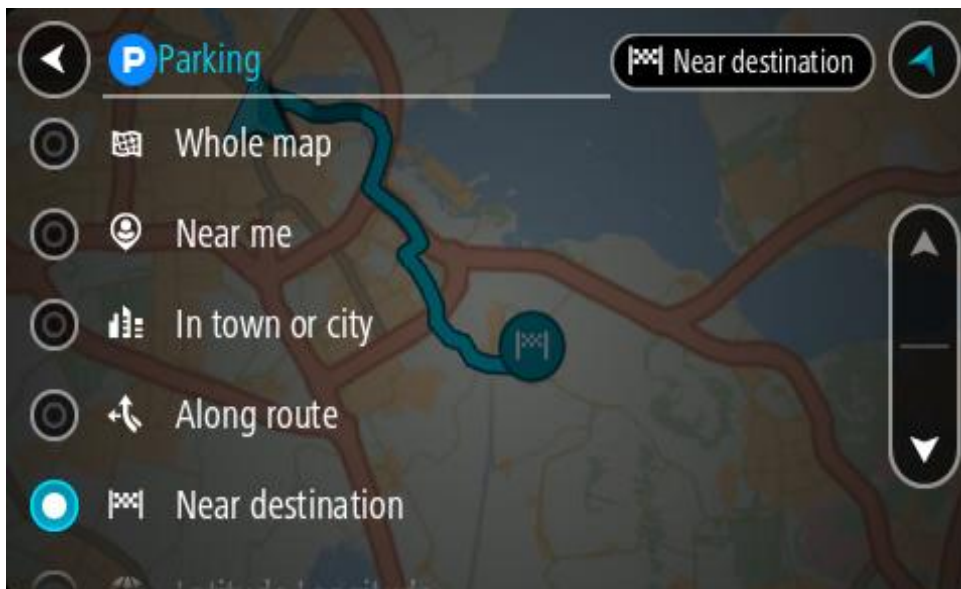 P Parking
Near destination
Whole map
Near me
In town or city
Along route
Near destination